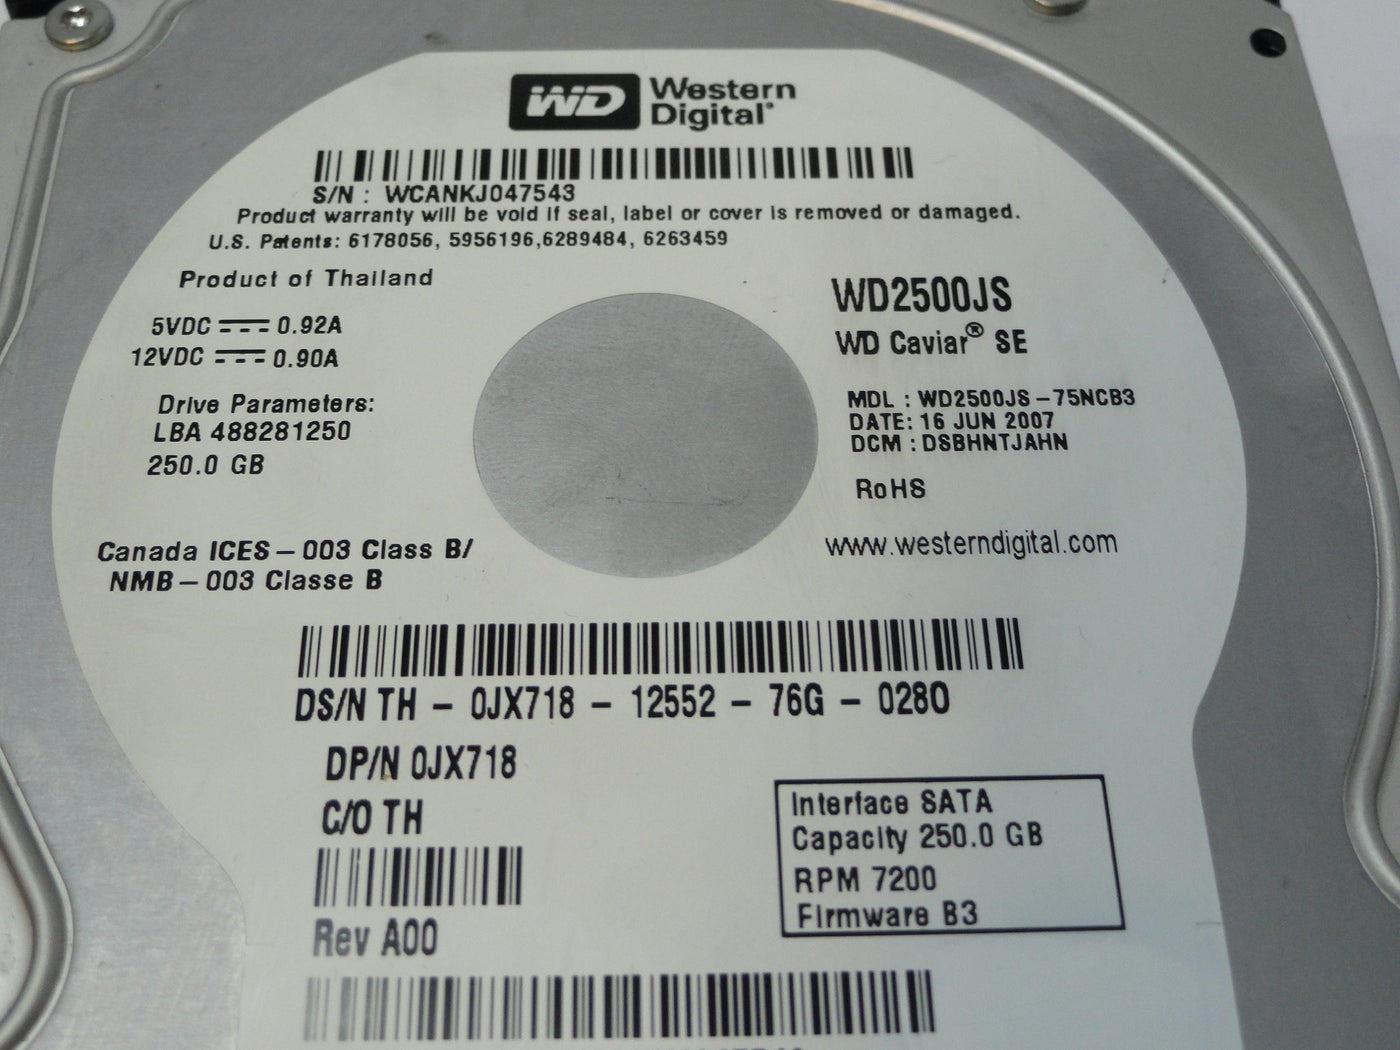 WD Western Digital®
S/N : WCANKJ047543
Product warranty will be void if seal, label or cover is removed or damaged.
U.S. Patents: 6178056, 5956196,6289484, 6263459
Product of Thailand
5VDC 0.92A
12VDC 0.90A
Drive Parameters:
LBA 488281250
250.0 GB
WD2500JS
WD Caviar® SE
MDL : WD2500JS-75NCB3
DATE: 16 JUN 2007
DCM : DSBHNTJAHN
RoHS
www.westerndigital.com
Canada ICES-003 Class B/
NMB-003 Classe B
DS/N TH - 0JX718 - 12552 - 76G - 0280
DP/N 0JX718
C/O TH
Rev A00
Interface SATA
Capacity 250.0 GB
RPM 7200
Firmware B3